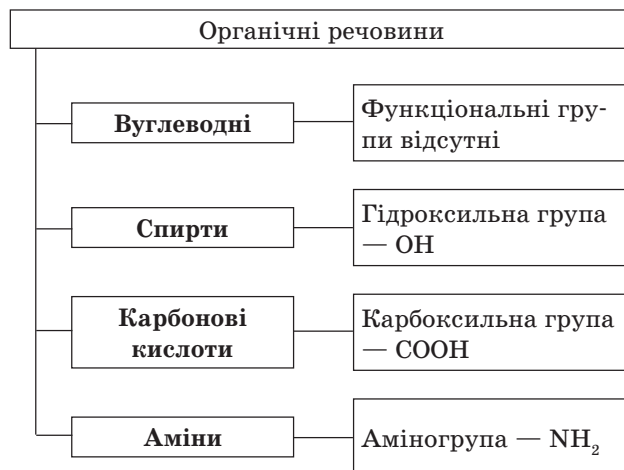 Органічні речовини
Вуглеводні
Функціональні гру-
пи відсутні
Спирти
Гідроксильна група
— OH
Карбонові
кислоти
Карбоксильна група
— COOH
Аміни
Аміногрупа — NH₂